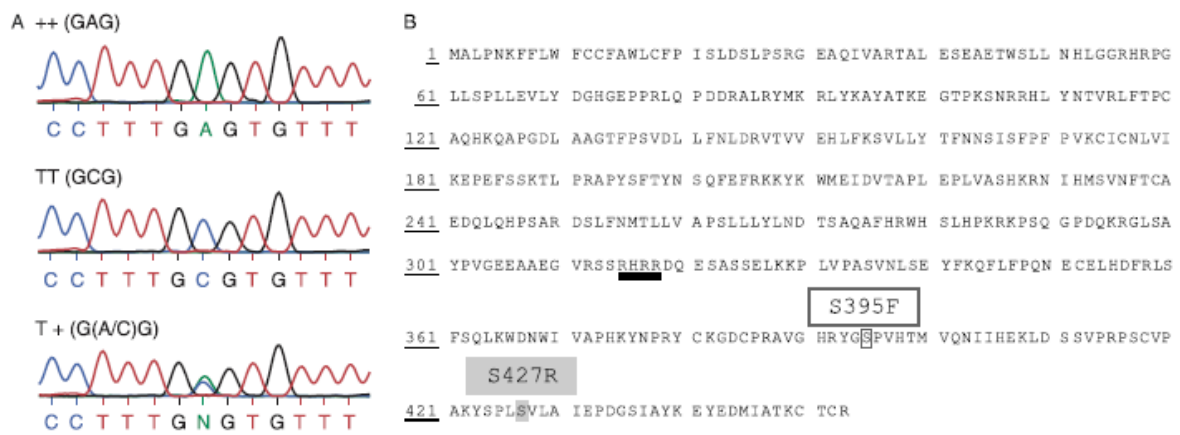 A ++ (GAG)
C C T T T G A G T G T T T
TT (GCG)
C C T T T G C G T G T T T
T + (G(A/C)G)
C C T T T G N G T G T T T
B
1 MALPNKFFLW FCCFAWLCFP ISLDSLPSRG EAQIVARTAL ESEAETWSLL NHLGGRHRPG
61 LLSPLLEVLY DGHGEPPRLQ PDDRALRYMK RLYKAYATKE GTPKSNRRHL YNTVRLFTPC
121 AQHKQAPGDL AAGTFPSVDL LFNLDRVTVV EHLFKSVLLY TFNNSISFPF PVKCICNLVI
181 KEPEFSSKTL PRAPYSFTYN SQFEFRKKYK WMEIDVTAPL EPLVASHKRN IHMSVNFTCA
241 EDQLQHPSAR DSLFNMTLLV APSLLLYLND TSAQAFHRWH SLHPKRKPSQ GPDQKRGLSA
301 YPVGEEAAEG VRSSRHRRDQ ESASSELKKP LVPASVNLSE YFKQFLFPQN ECELHDFRLS
S395F
361 FSQLKWDNWI VAPHKYNPRY CKGDCPRAVG HRYGSPVHTM VQNIIHEKLD SSVPRPSCVP
S427R
421 AKYSPLSVLA IEPDGSIAYK EYEDMIATKC TCR